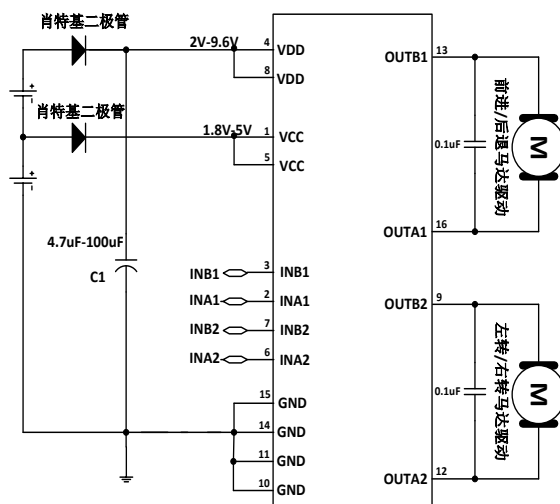 肖特基二极管
2V-9.6V
4 VDD
8 VDD
肖特基二极管
1.8V-5V
1 VCC
5 VCC
4.7uF-100uF
C1
INB1 3 INB1
INA1 2 INA1
INB2 7 INB2
INA2 6 INA2
15 GND
14 GND
11 GND
10 GND
OUTB1 13
0.1uF
M
前进/后退马达驱动
OUTA1 16
OUTB2 9
0.1uF
M
左转/右转马达驱动
OUTA2 12